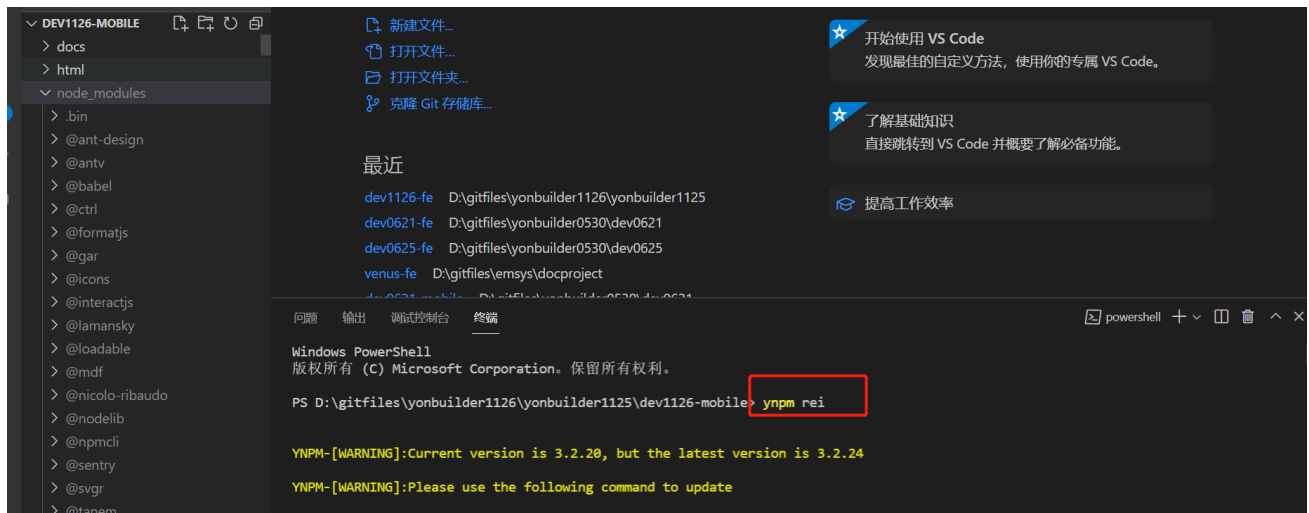 DEV1126-MOBILE
docs
html
node_modules
.bin
@ant-design
@antv
@babel
@ctrl
@formatjs
@gar
@icons
@interactjs
@lamansky
@loadable
@mdf
@nicolo-ribaudo
@nodelib
@npmcli
@sentry
@svgr
@tanem
新建文件...
打开文件...
打开文件夹...
克隆 Git 存储库...
最近
dev1126-fe D:\gitfiles\yonbuilder1126\yonbuilder1125
dev0621-fe D:\gitfiles\yonbuilder0530\dev0621
dev0625-fe D:\gitfiles\yonbuilder0530\dev0625
venus-fe D:\gitfiles\emsys\docproject
dev0621-mobile D:\gitfiles\yonbuilder0530\dev0621
开始使用 VS Code
发现最佳的自定义方法，使用你的专属 VS Code。
了解基础知识
直接跳转到 VS Code 并概要了解必备功能。
提高工作效率
问题 输出 调试控制台 终端
powershell
Windows PowerShell
版权所有 (C) Microsoft Corporation。保留所有权利。
PS D:\gitfiles\yonbuilder1126\yonbuilder1125\dev1126-mobile> ynpm rei
YNPM-[WARNING]:Current version is 3.2.20, but the latest version is 3.2.24
YNPM-[WARNING]:Please use the following command to update